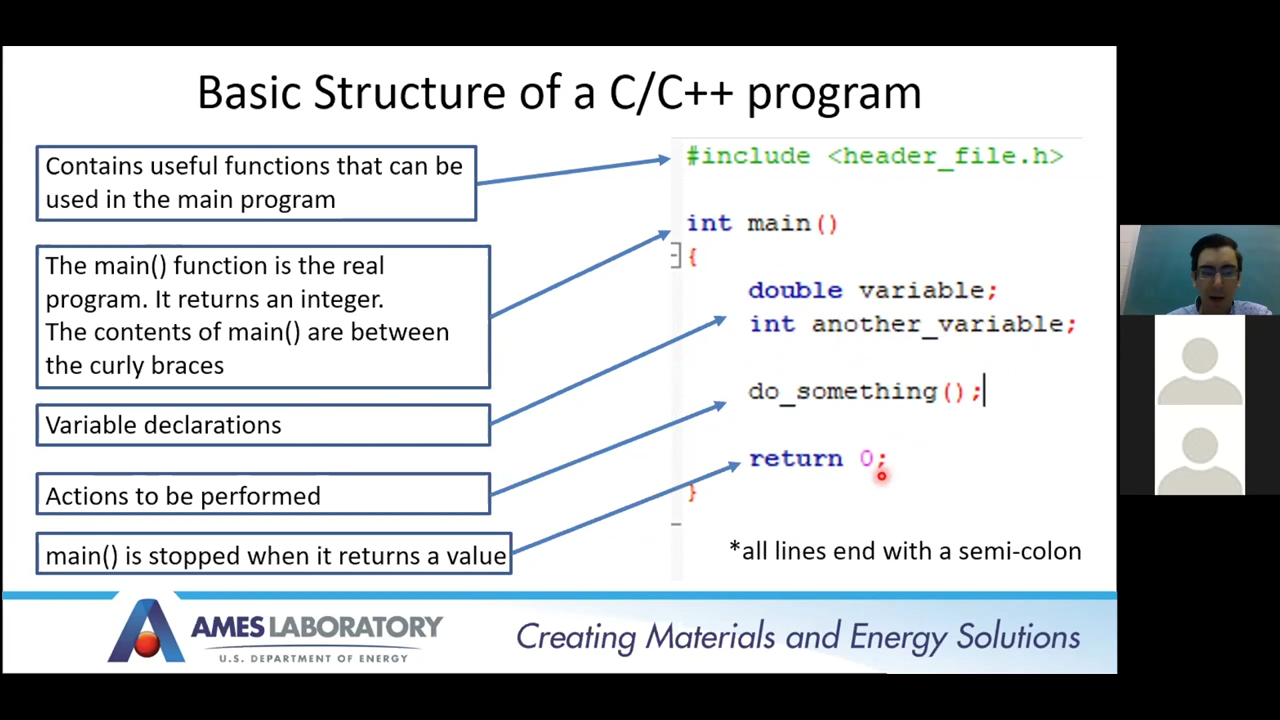 Basic Structure of a C/C++ program
Contains useful functions that can be
used in the main program
The main() function is the real
program. It returns an integer.
The contents of main() are between
the curly braces
Variable declarations
Actions to be performed
main() is stopped when it returns a value
#include <header_file.h>
int main()
{
double variable;
int another_variable;
do_something();
return 0;
}
*all lines end with a semi-colon
AMES LABORATORY
U.S. DEPARTMENT OF ENERGY
Creating Materials and Energy Solutions